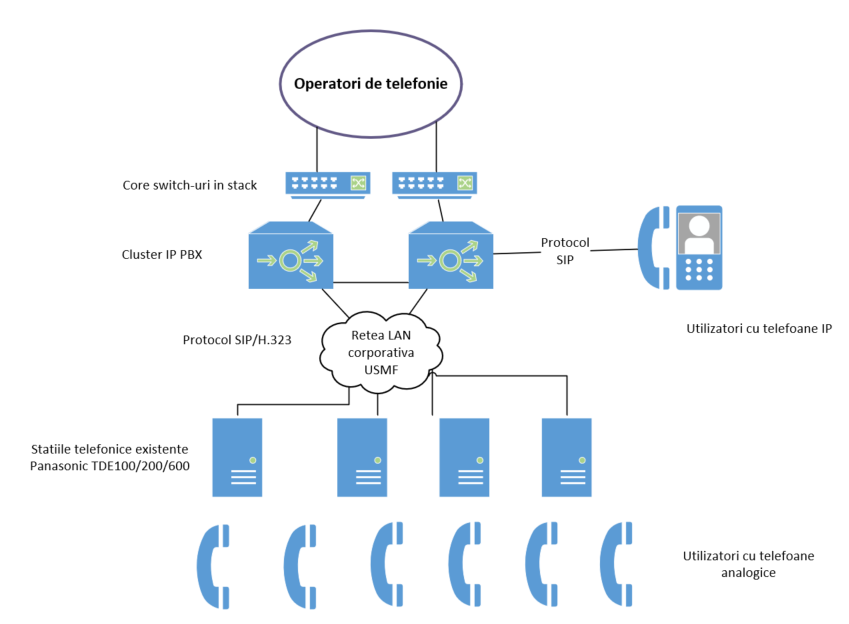 Operatori de telefonie
Core switch-uri in stack
Cluster IP PBX
Protocol
SIP
Utilizatori cu telefoane IP
Protocol SIP/H.323
Retea LAN
corporativa
USMF
Statiile telefonice existente
Panasonic TDE100/200/600
Utilizatori cu telefoane
analogice